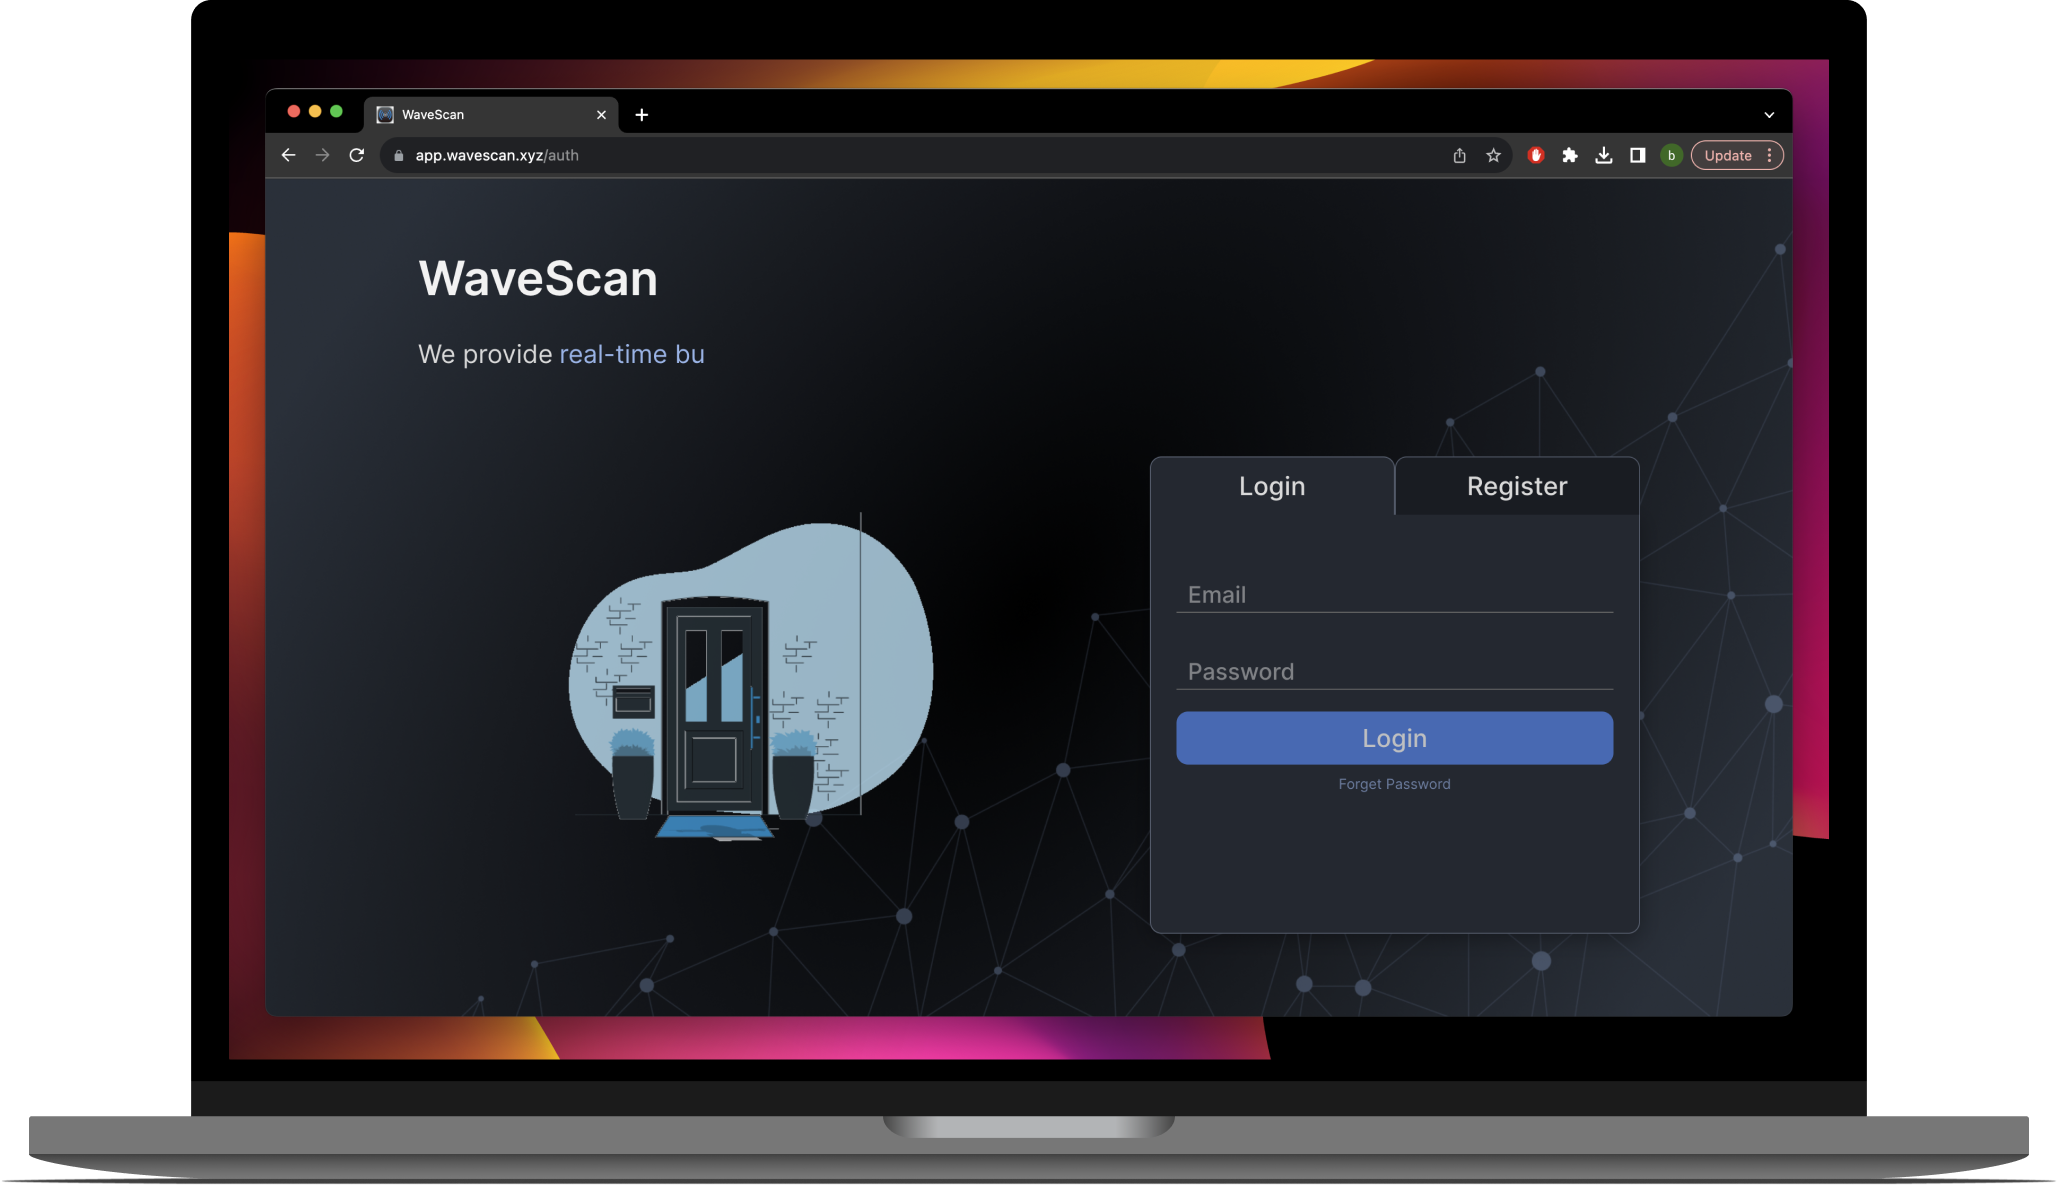 WaveScan
app.wavescan.xyz/auth
b
Update
WaveScan
We provide real-time bu
Login
Register
Email
Password
Login
Forget Password